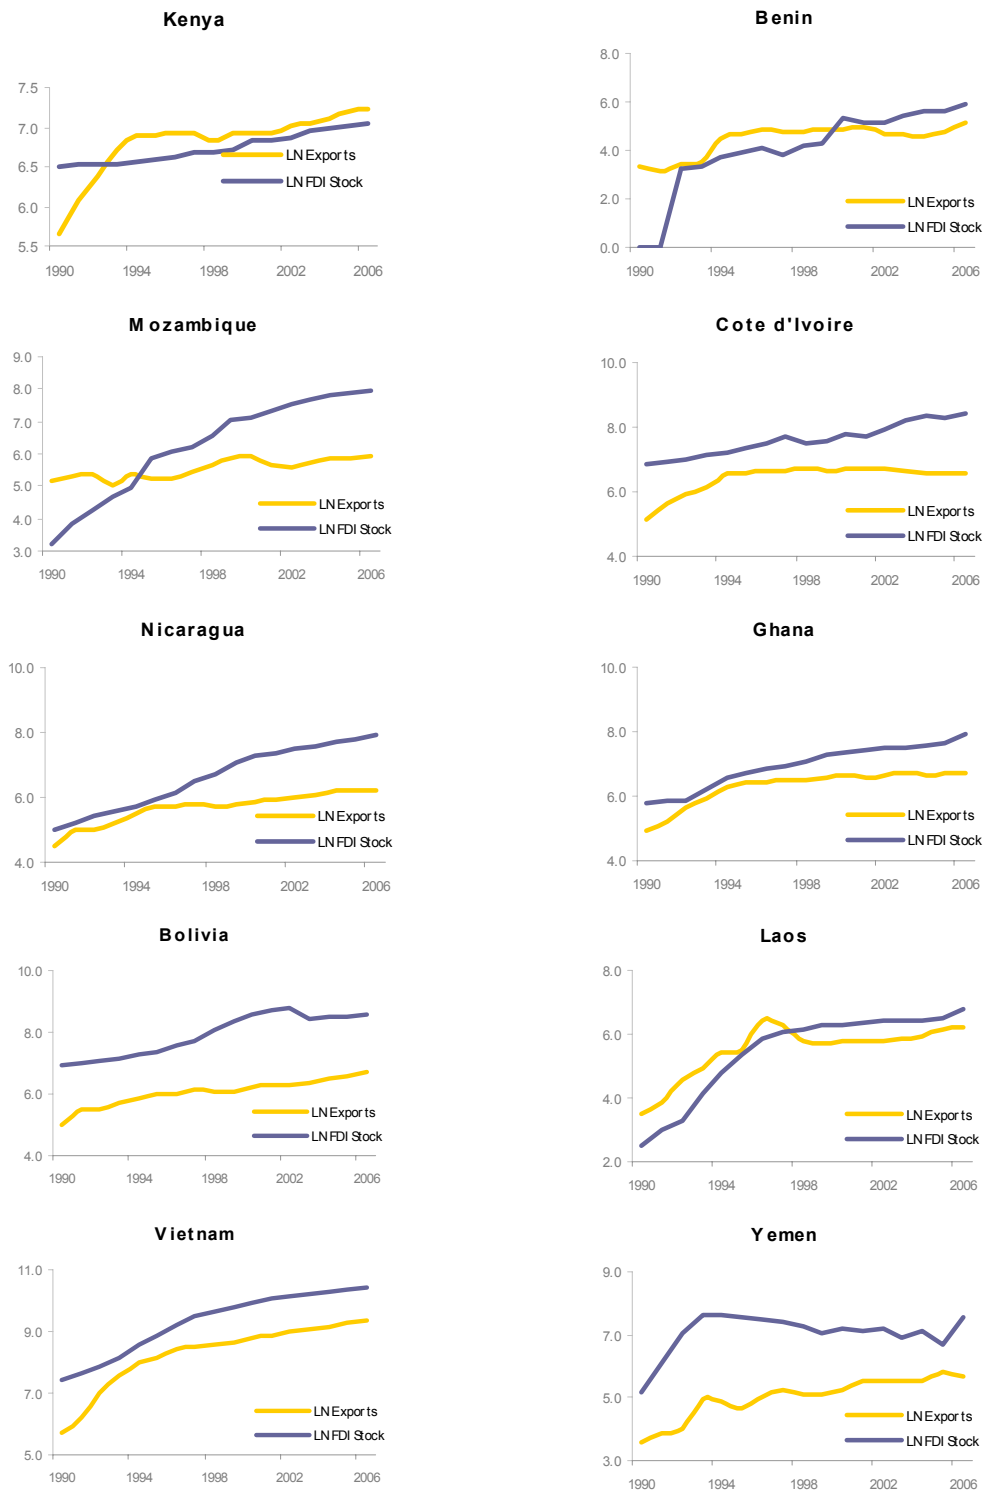 Kenya
7.5
7.0
6.5
6.0
5.5
LN Exports
LN FDI Stock
1990 1994 1998 2002 2006
Benin
8.0
6.0
4.0
2.0
0.0
LN Exports
LN FDI Stock
1990 1994 1998 2002 2006
Mozambique
9.0
8.0
7.0
6.0
5.0
4.0
3.0
LN Exports
LN FDI Stock
1990 1994 1998 2002 2006
Cote d'Ivoire
10.0
8.0
6.0
4.0
LN Exports
LN FDI Stock
1990 1994 1998 2002 2006
Nicaragua
10.0
8.0
6.0
4.0
LN Exports
LN FDI Stock
1990 1994 1998 2002 2006
Ghana
10.0
8.0
6.0
4.0
LN Exports
LN FDI Stock
1990 1994 1998 2002 2006
Bolivia
10.0
8.0
6.0
4.0
LN Exports
LN FDI Stock
1990 1994 1998 2002 2006
Laos
8.0
6.0
4.0
2.0
LN Exports
LN FDI Stock
1990 1994 1998 2002 2006
Vietnam
11.0
9.0
7.0
5.0
LN Exports
LN FDI Stock
1990 1994 1998 2002 2006
Yemen
9.0
7.0
5.0
3.0
LN Exports
LN FDI Stock
1990 1994 1998 2002 2006